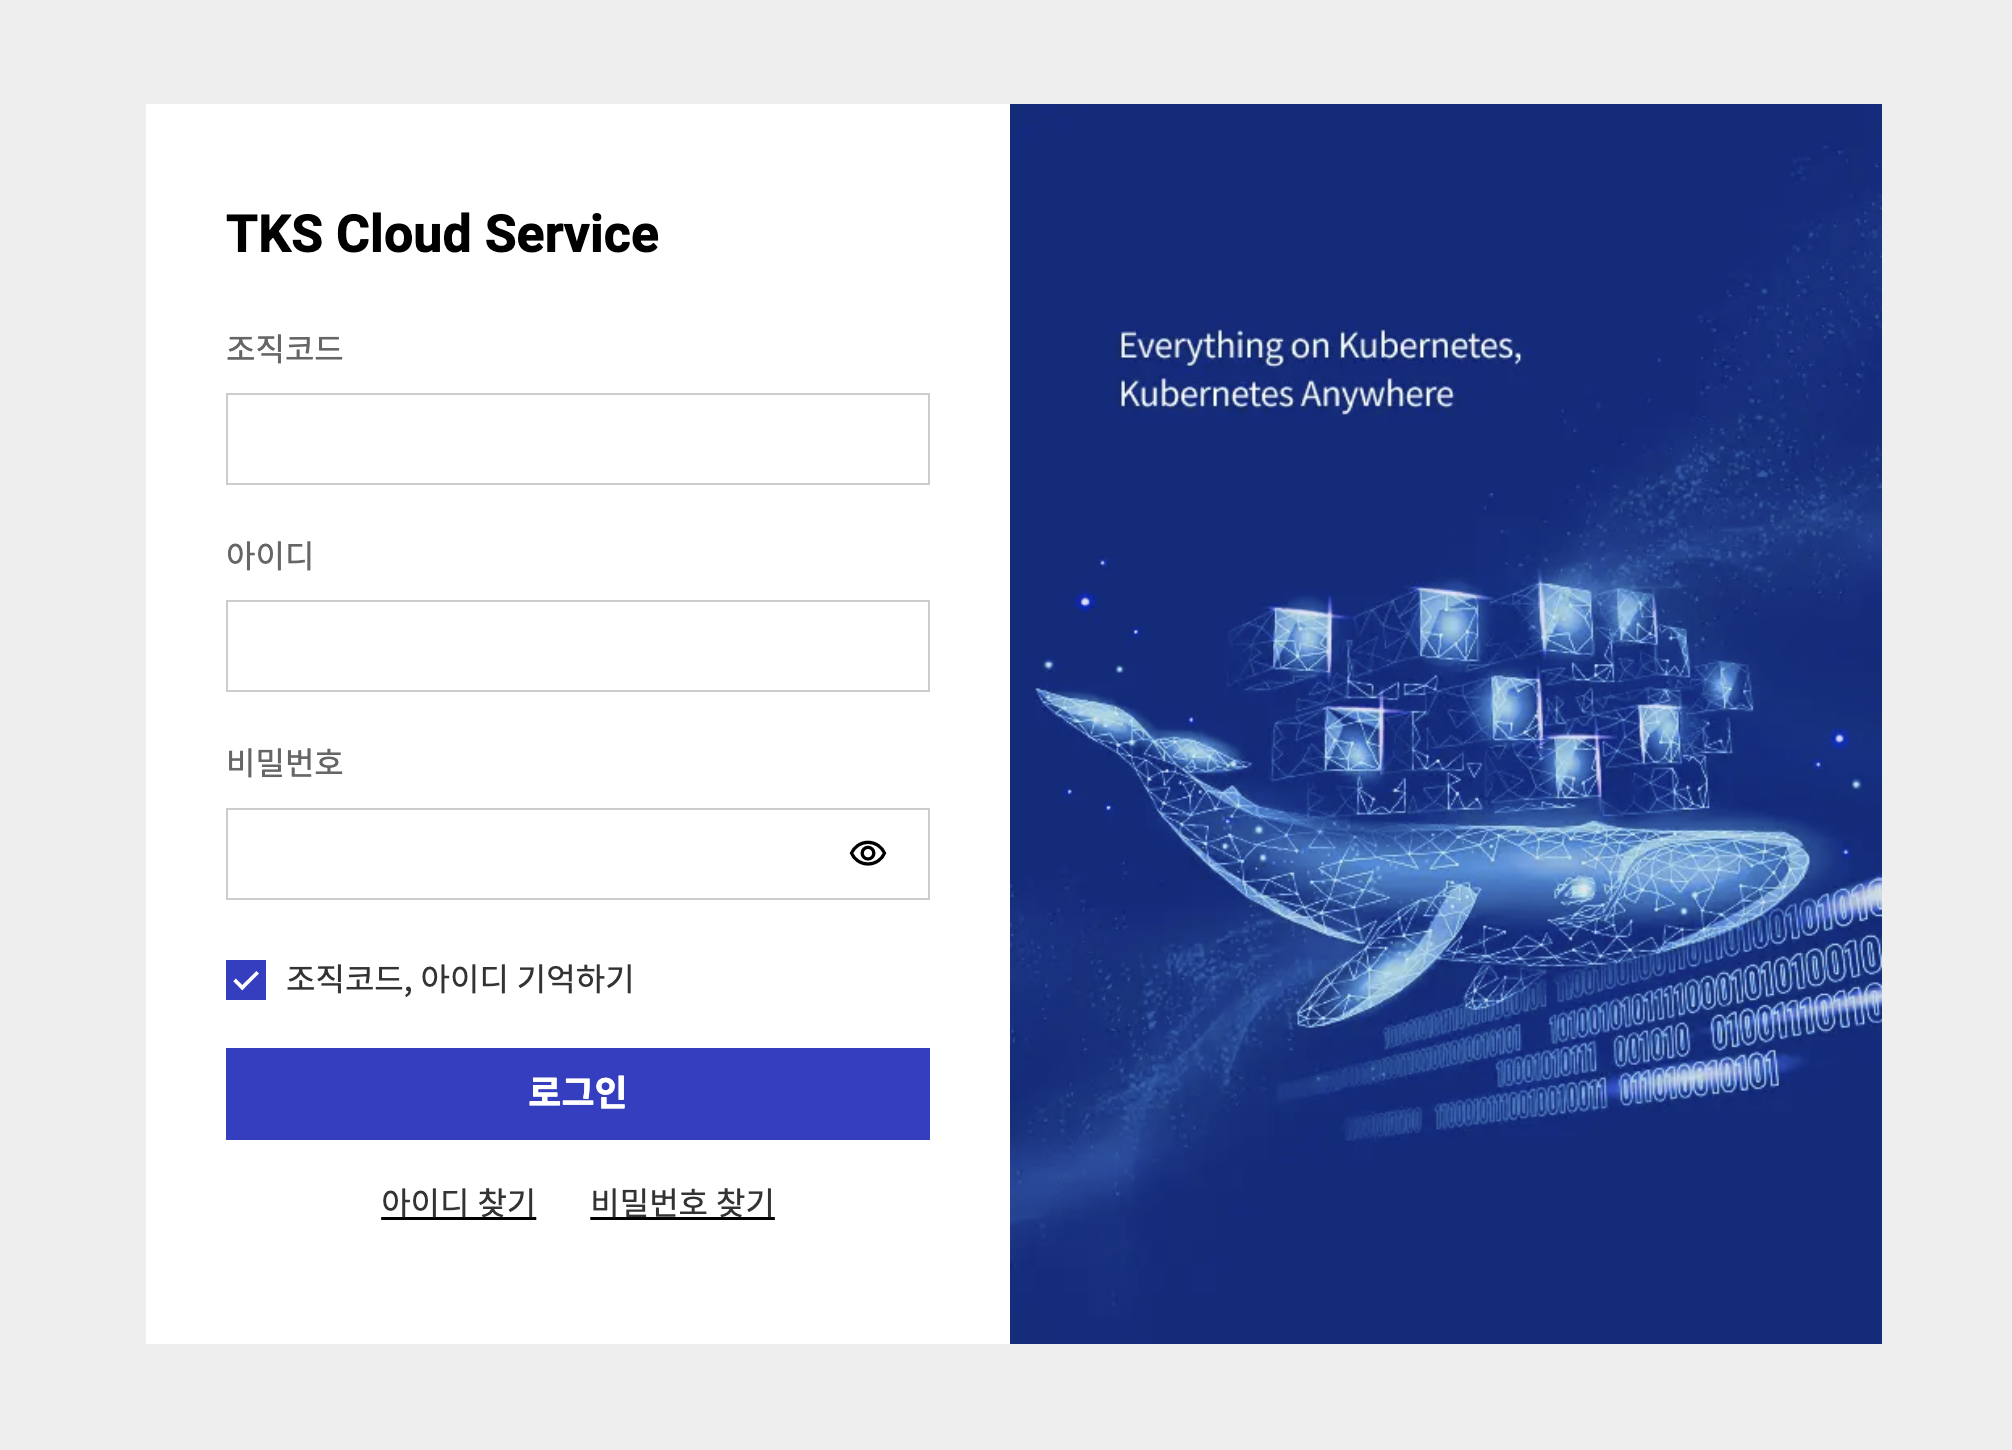 TKS Cloud Service
조직코드
아이디
비밀번호
조직코드, 아이디 기억하기
로그인
아이디 찾기 비밀번호 찾기
Everything on Kubernetes,
Kubernetes Anywhere
001010